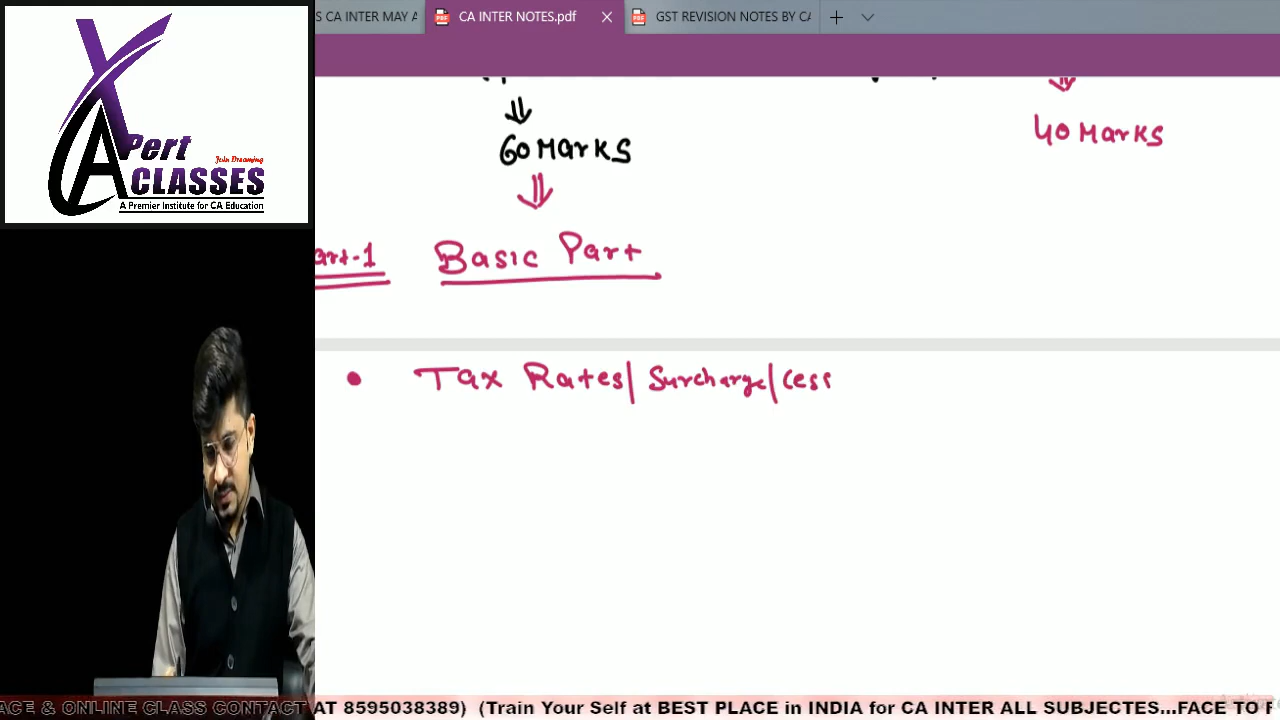 S CA INTER MAY A
CA INTER NOTES.pdf
GST REVISION NOTES BY CA
XPert
Join Dreaming
CA CLASSES
A Premier Institute for CA Education
60 Marks
40 Marks
art-1 Basic Part
• Tax Rates/Surcharge/Cess
ACE & ONLINE CLASS CONTACT AT 8595038389) (Train Your Self at BEST PLACE in INDIA for CA INTER ALL SUBJECTES...FACE TO F